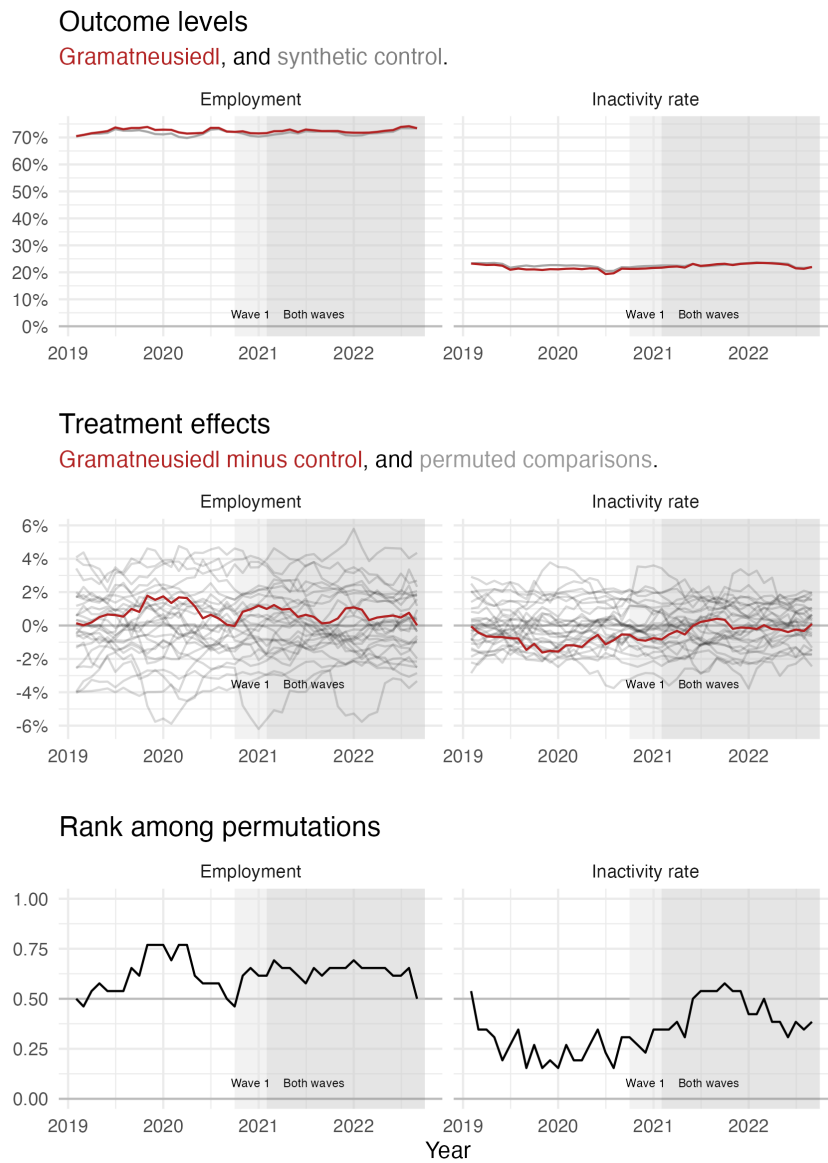 Outcome levels
Gramatneusiedl, and synthetic control.
Employment
Inactivity rate
70%
60%
50%
40%
30%
20%
10%
0%
Wave 1 Both waves
Wave 1 Both waves
2019 2020 2021 2022
2019 2020 2021 2022
Treatment effects
Gramatneusiedl minus control, and permuted comparisons.
Employment
Inactivity rate
6%
4%
2%
0%
-2%
-4%
-6%
Wave 1 Both waves
Wave 1 Both waves
2019 2020 2021 2022
2019 2020 2021 2022
Rank among permutations
Employment
Inactivity rate
1.00
0.75
0.50
0.25
0.00
Wave 1 Both waves
Wave 1 Both waves
2019 2020 2021 2022
2019 2020 2021 2022
Year